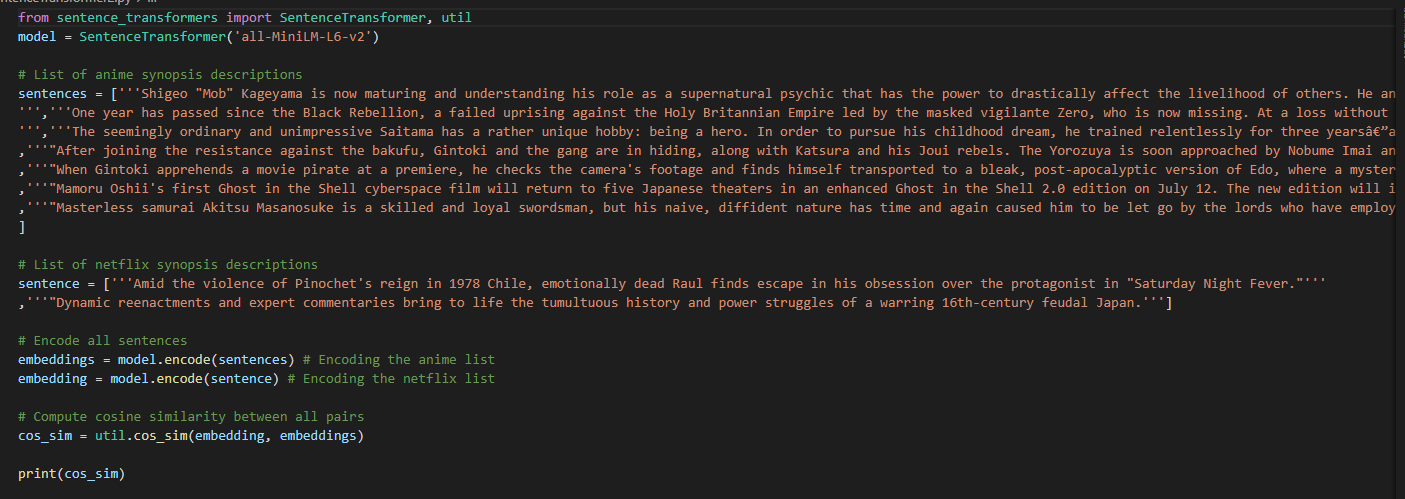 from sentence_transformers import SentenceTransformer, util
model = SentenceTransformer('all-MiniLM-L6-v2')
# List of anime synopsis descriptions
sentences = ['''Shigeo "Mob" Kageyama is now maturing and understanding his role as a supernatural psychic that has the power to drastically affect the livelihood of others. He an
''','''One year has passed since the Black Rebellion, a failed uprising against the Holy Britannian Empire led by the masked vigilante Zero, who is now missing. At a loss without
''','''The seemingly ordinary and unimpressive Saitama has a rather unique hobby: being a hero. In order to pursue his childhood dream, he trained relentlessly for three yearsâ€”a
,'''"After joining the resistance against the bakufu, Gintoki and the gang are in hiding, along with Katsura and his Joui rebels. The Yorozuya is soon approached by Nobume Imai an
,'''"When Gintoki apprehends a movie pirate at a premiere, he checks the camera's footage and finds himself transported to a bleak, post-apocalyptic version of Edo, where a myster
,'''"Mamoru Oshii's first Ghost in the Shell cyberspace film will return to five Japanese theaters in an enhanced Ghost in the Shell 2.0 edition on July 12. The new edition will i
,'''"Masterless samurai Akitsu Masanosuke is a skilled and loyal swordsman, but his naive, diffident nature has time and again caused him to be let go by the lords who have employ
]
# List of netflix synopsis descriptions
sentence = ['''Amid the violence of Pinochet's reign in 1978 Chile, emotionally dead Raul finds escape in his obsession over the protagonist in "Saturday Night Fever."'''
,'''"Dynamic reenactments and expert commentaries bring to life the tumultuous history and power struggles of a warring 16th-century feudal Japan.''']
# Encode all sentences
embeddings = model.encode(sentences) # Encoding the anime list
embedding = model.encode(sentence) # Encoding the netflix list
# Compute cosine similarity between all pairs
cos_sim = util.cos_sim(embedding, embeddings)
print(cos_sim)